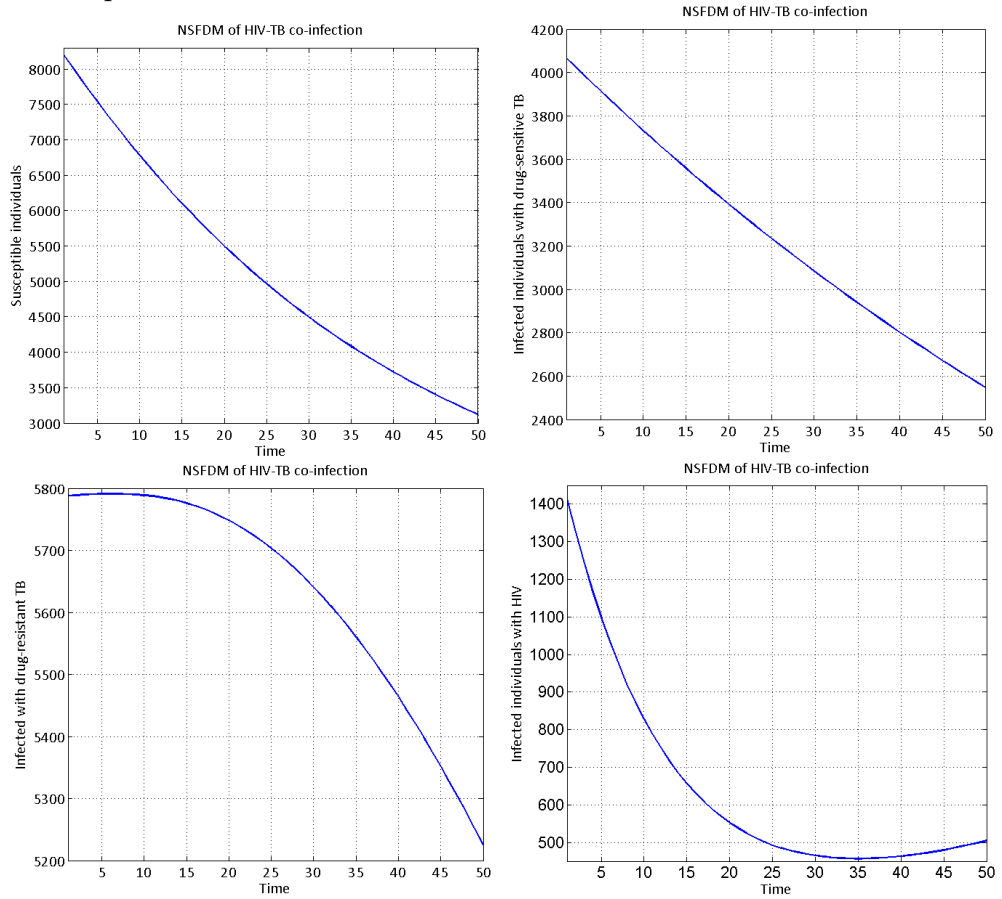 NSFDM of HIV-TB co-infection
Susceptible individuals
8000
7500
7000
6500
6000
5500
5000
4500
4000
3500
3000
5 10 15 20 25 30 35 40 45 50
Time
NSFDM of HIV-TB co-infection
Infected individuals with drug-sensitive TB
4200
4000
3800
3600
3400
3200
3000
2800
2600
2400
5 10 15 20 25 30 35 40 45 50
Time
NSFDM of HIV-TB co-infection
Infected with drug-resistant TB
5800
5700
5600
5500
5400
5300
5200
5 10 15 20 25 30 35 40 45 50
Time
NSFDM of HIV-TB co-infection
Infected individuals with HIV
1400
1300
1200
1100
1000
900
800
700
600
500
5 10 15 20 25 30 35 40 45 50
Time